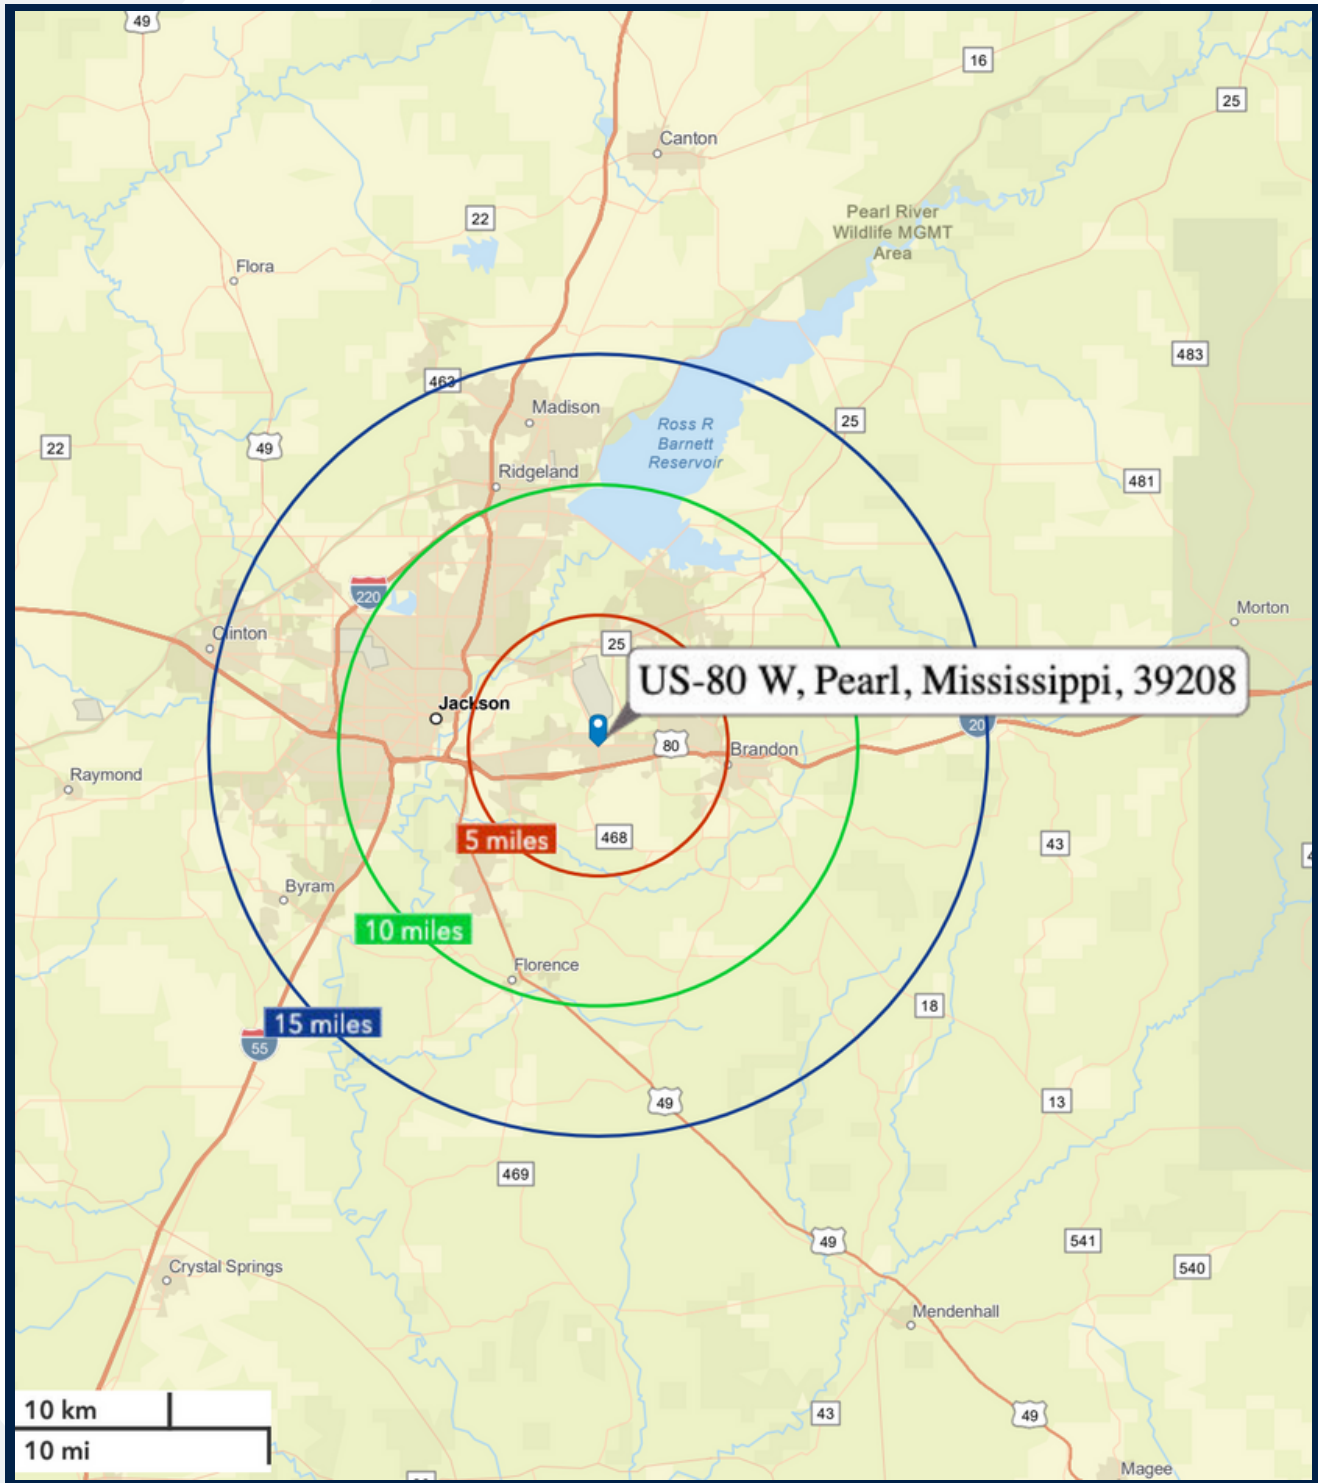 49
16
25
Canton
22
Pearl River
Wildlife MGMT
Area
Flora
483
463
Madison
25
Ross R
Barnett
Reservoir
22
49
Ridgeland
481
220
Morton
Clinton
25
US-80 W, Pearl, Mississippi, 39208
Jackson
20
80
Brandon
Raymond
5 miles
468
43
Byram
10 miles
Florence
18
15 miles
55
49
13
469
49
541
Crystal Springs
540
Mendenhall
10 km
43
49
10 mi
Magee